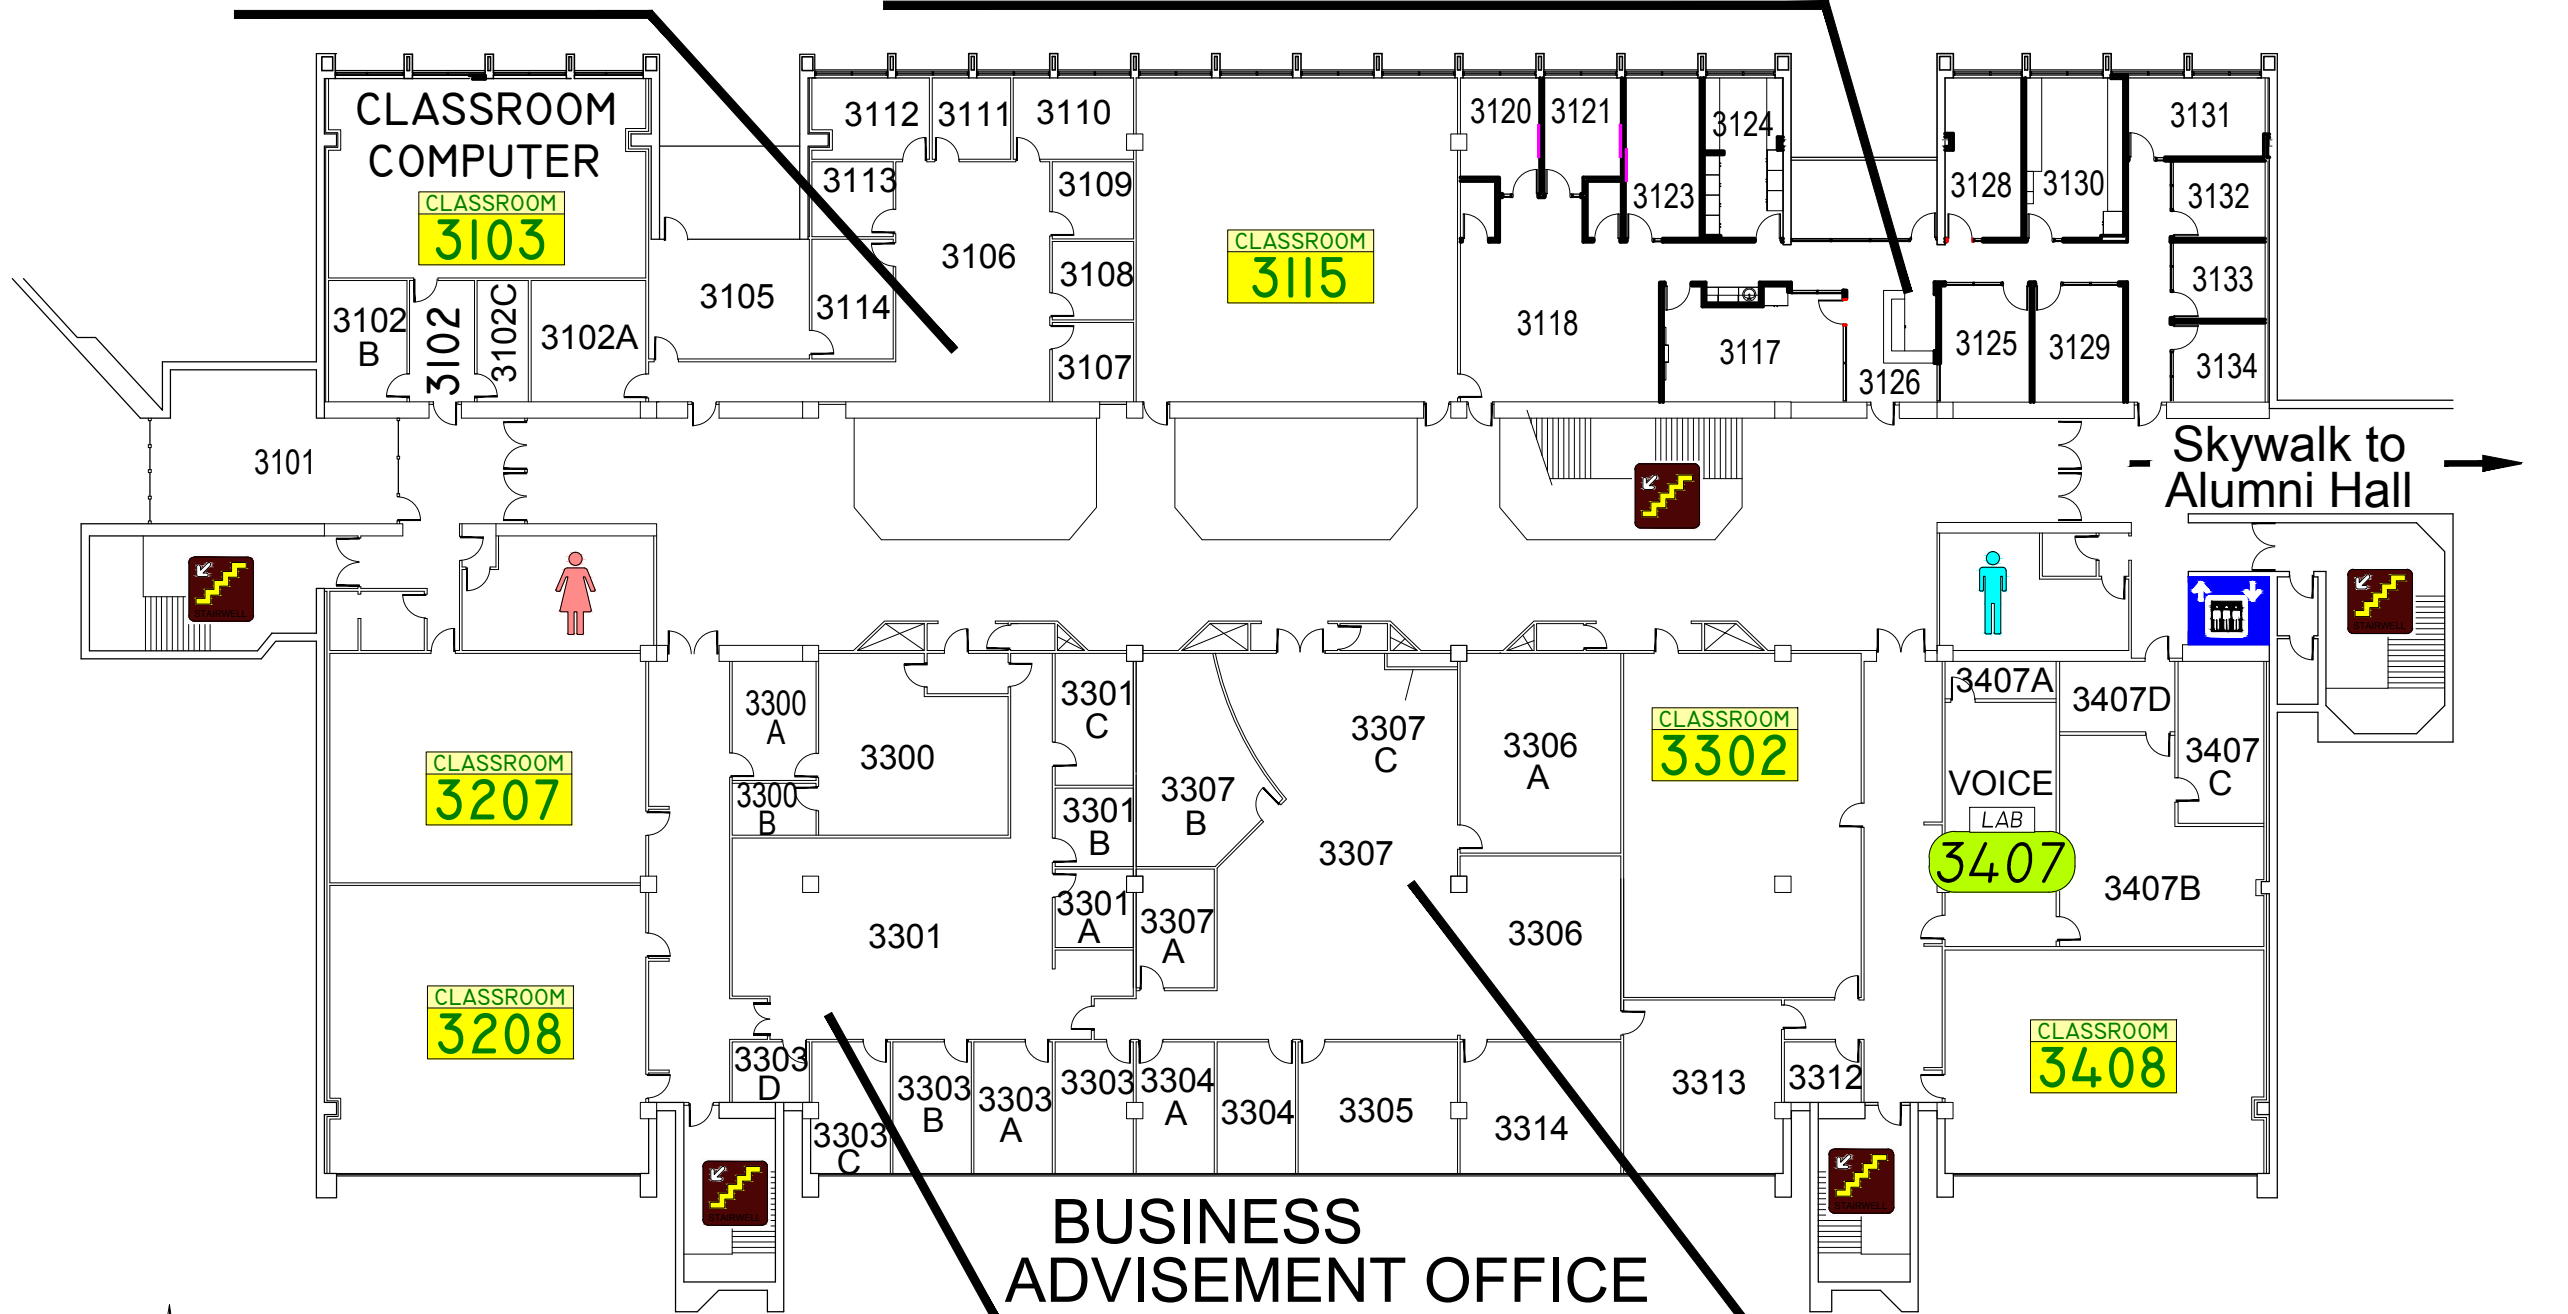 CLASSROOM
COMPUTER
CLASSROOM
3103
3102
B
3102
3102C
3102A
3105
3112
3111
3110
3113
3109
3106
3108
3114
3107
CLASSROOM
3115
3120
3121
3124
3123
3118
3117
3128
3130
3131
3132
3133
3125
3129
3126
3134
3101
Skywalk to
Alumni Hall
STAIRWELL
STAIRWELL
CLASSROOM
3207
CLASSROOM
3208
3300
A
3300
3300
B
3301
C
3301
B
3301
A
3301
3307
B
3307
C
3307
3307
A
3306
A
3306
CLASSROOM
3302
3407A
3407D
3407
C
VOICE
LAB
3407
3407B
CLASSROOM
3408
3303
D
3303
C
3303
B
3303
A
3303
3304
A
3304
3305
3314
3313
3312
STAIRWELL
STAIRWELL
BUSINESS
ADVISEMENT OFFICE